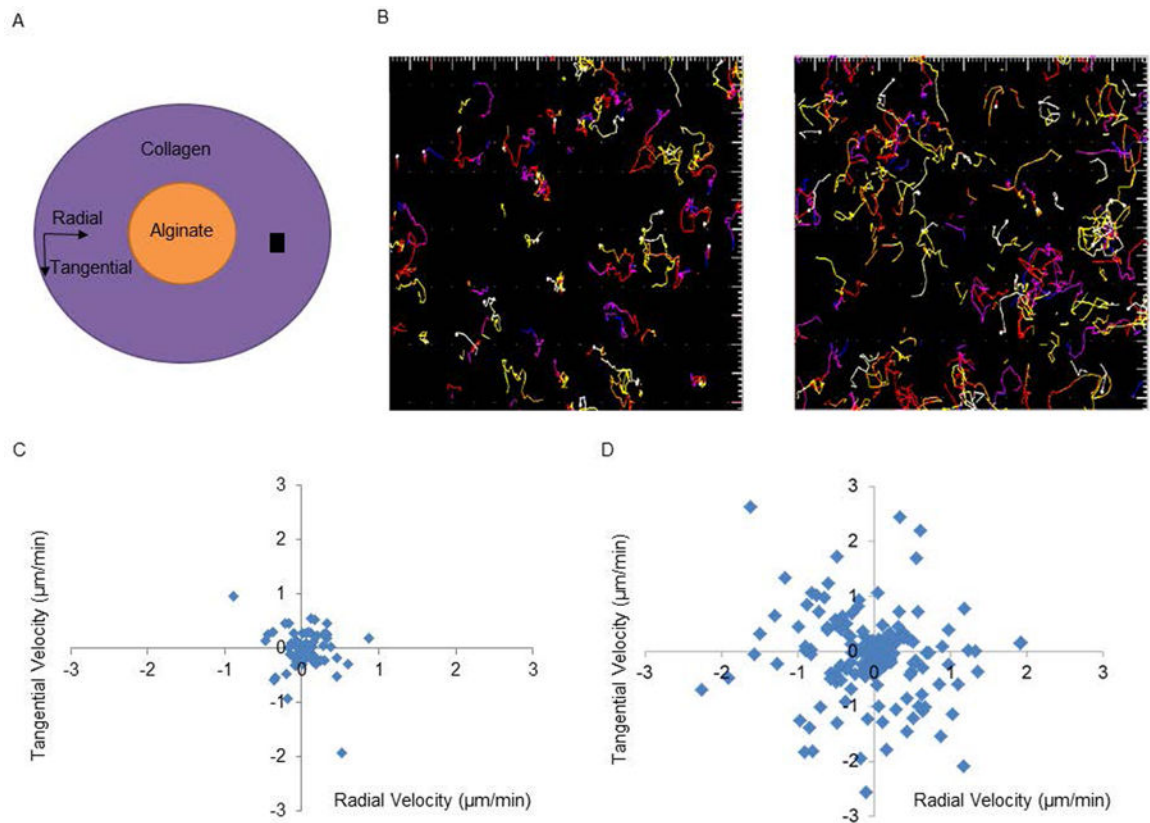 A
B
Collagen
Radial
Alginate
Tangential
C
D
3
2
1
0
-3
-2
-1
0
1
2
3
-1
-2
-3
Tangential Velocity (µm/min)
Radial Velocity (µm/min)
3
2
1
0
-3
-2
-1
0
1
2
3
-1
-2
-3
Tangential Velocity (µm/min)
Radial Velocity (µm/min)